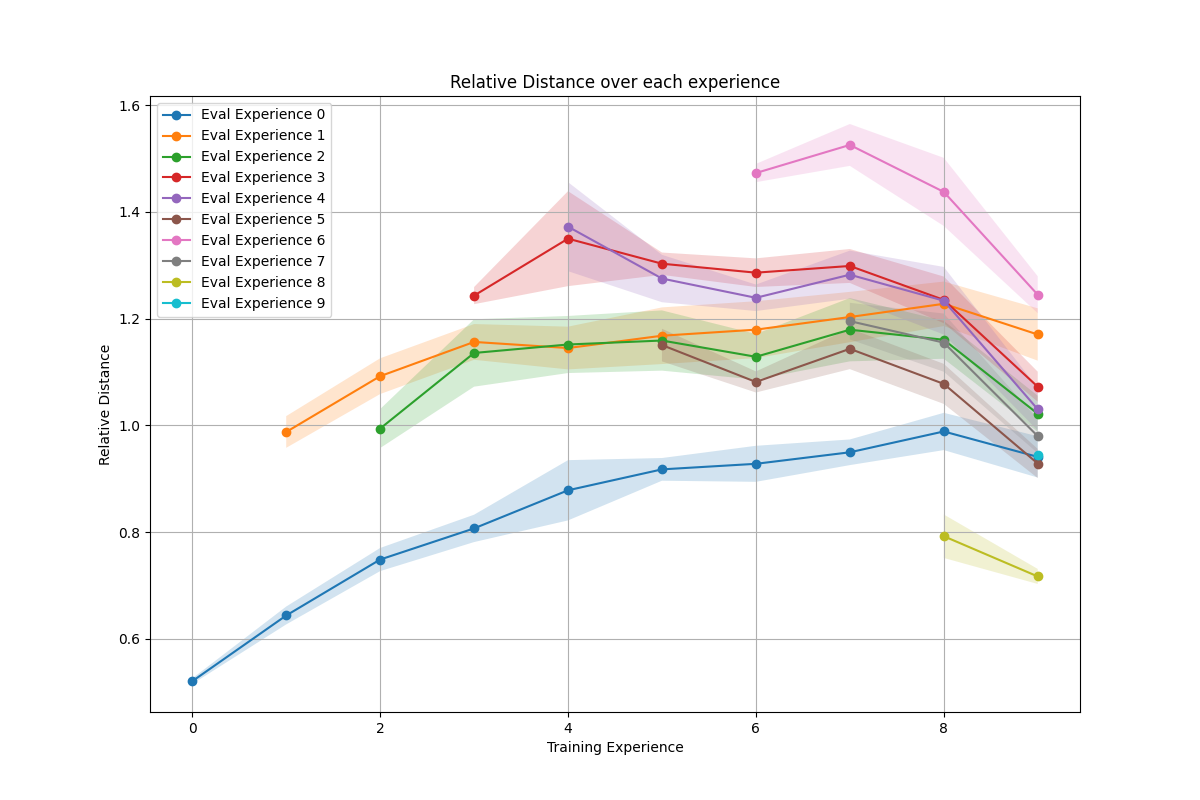 Relative Distance over each experience
1.6
1.4
1.2
1.0
0.8
0.6
Relative Distance
Eval Experience 0
Eval Experience 1
Eval Experience 2
Eval Experience 3
Eval Experience 4
Eval Experience 5
Eval Experience 6
Eval Experience 7
Eval Experience 8
Eval Experience 9
0 2 4 6 8
Training Experience